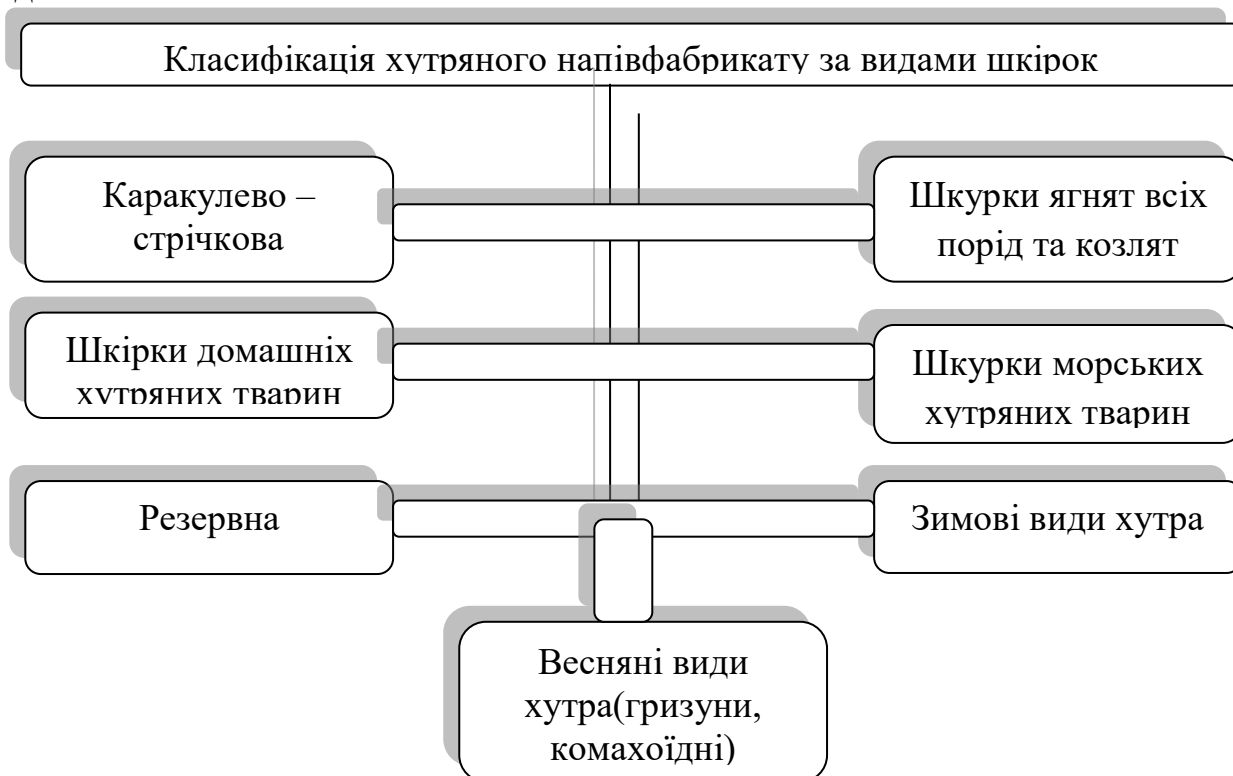 Класифікація хутряного напівфабрикату за видами шкірок
Каракулево –
стрічкова
Шкурки ягнят всіх
порід та козлят
Шкірки домашніх
хутряних тварин
Шкурки морських
хутряних тварин
Резервна
Зимові види хутра
Весняні види
хутра(гризуни,
комахоїдні)